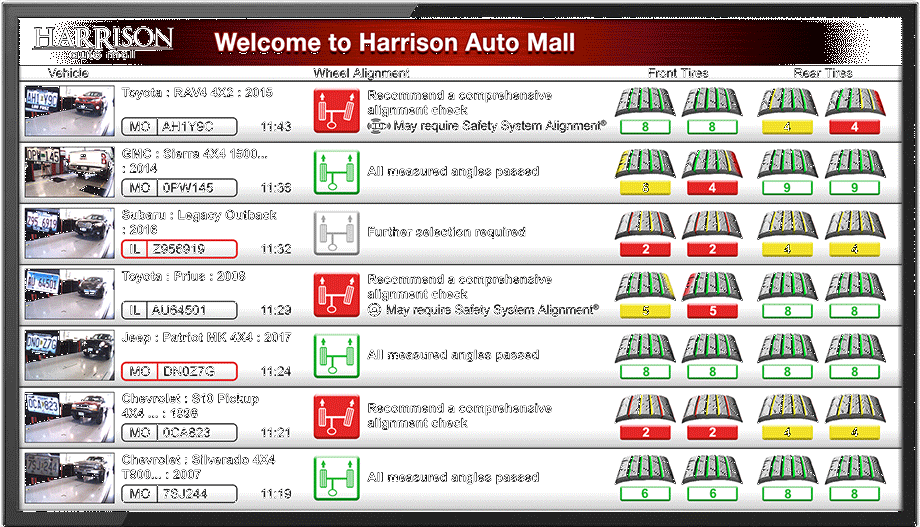 HARRISON
AUTO MALL
Welcome to Harrison Auto Mall
Vehicle Wheel Alignment Front Tires Rear Tires
Toyota : RAV4 4X2 : 2015
MO AH1Y9C 11:43
Recommend a comprehensive
alignment check
May require Safety System Alignment®
8 8 4 4
GMC : Sierra 4X4 1500...
: 2014
MO 0PW145 11:36
All measured angles passed
6 4 9 9
Subaru : Legacy Outback
: 2016
IL Z956919 11:32
Further selection required
2 2 4 4
Toyota : Prius : 2009
IL AU64501 11:29
Recommend a comprehensive
alignment check
May require Safety System Alignment®
5 5 8 8
Jeep : Patriot MK 4X4 : 2017
MO DN0Z7G 11:24
All measured angles passed
8 8 8 8
Chevrolet : S10 Pickup
4X4 ... : 1998
MO 0CA823 11:21
Recommend a comprehensive
alignment check
2 2 4 4
Chevrolet : Silverado 4X4
T800... : 2007
MO 7SJ244 11:19
All measured angles passed
6 6 8 8